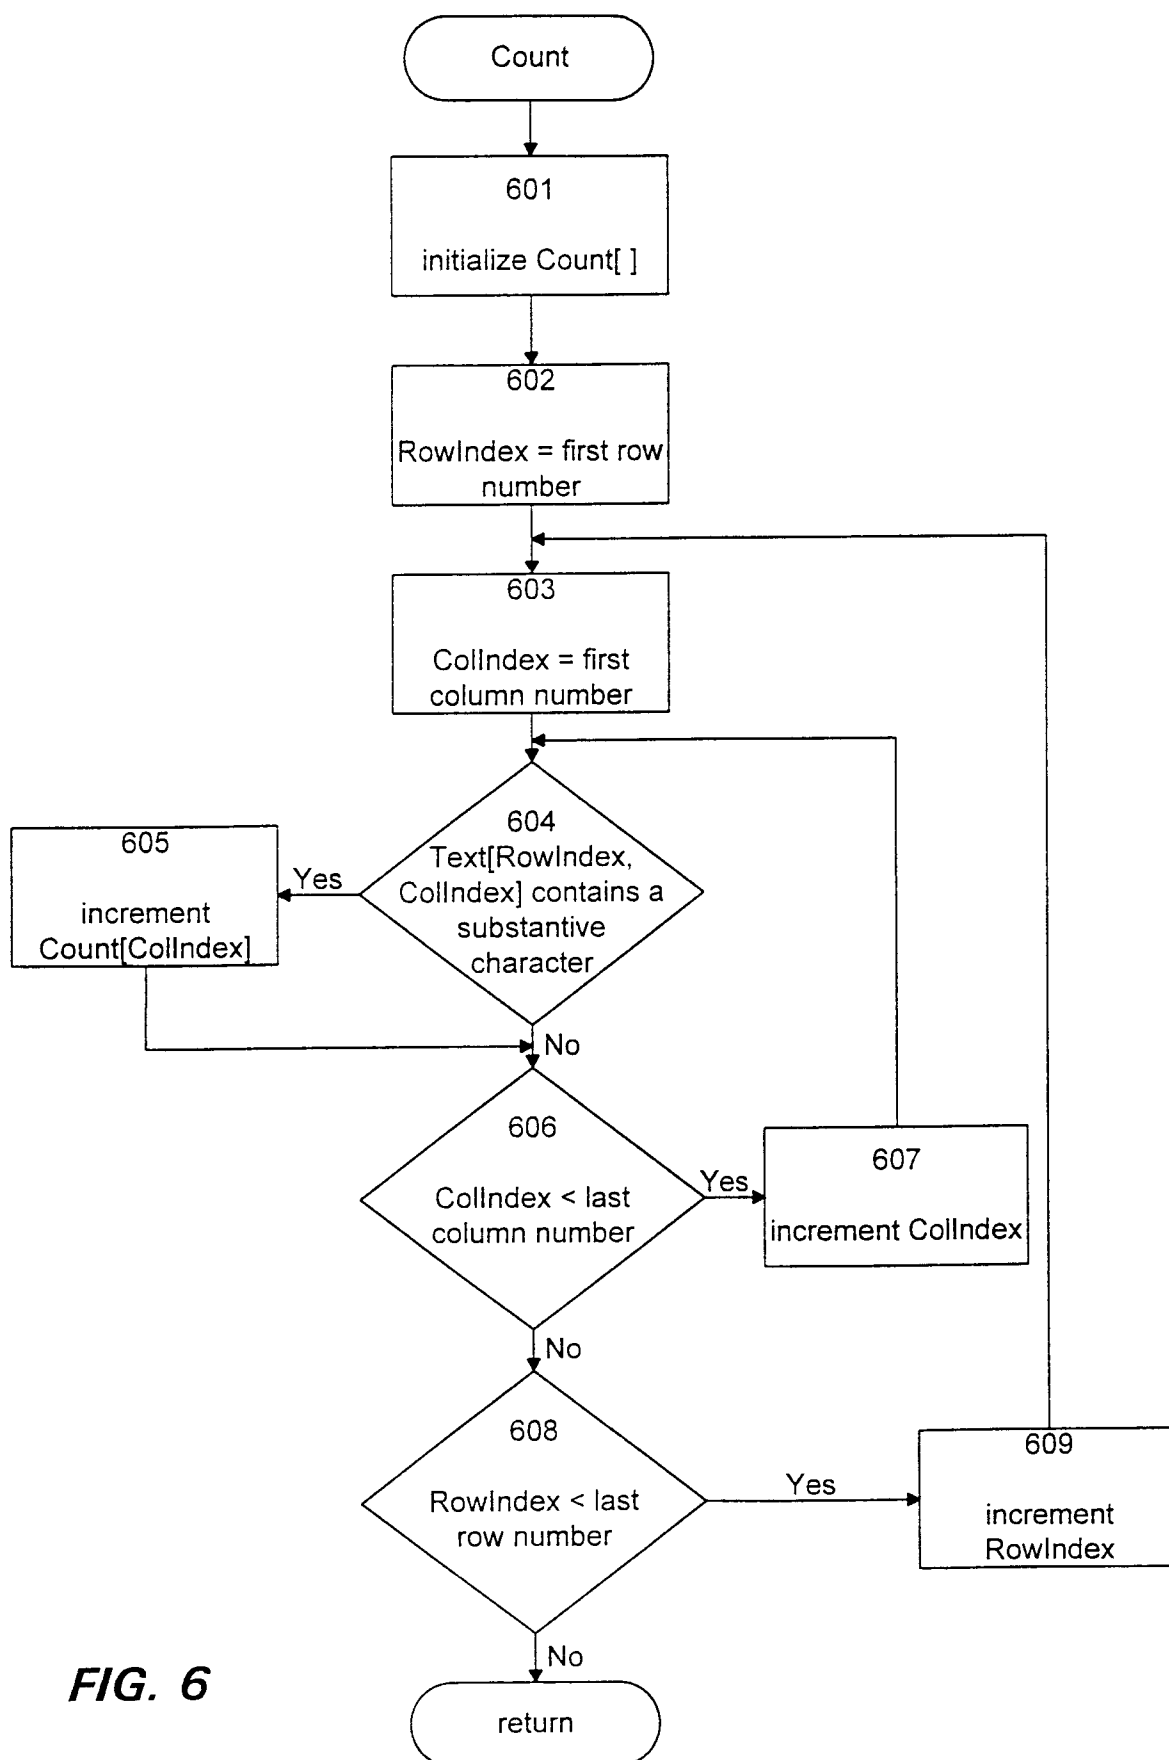 Count
601
initialize Count[ ]
602
RowIndex = first row
number
603
ColIndex = first
column number
604
Text[RowIndex,
ColIndex] contains a
substantive
character
Yes
605
increment
Count[ColIndex]
No
606
ColIndex < last
column number
Yes
607
increment ColIndex
No
608
RowIndex < last
row number
Yes
609
increment
RowIndex
No
return
FIG. 6